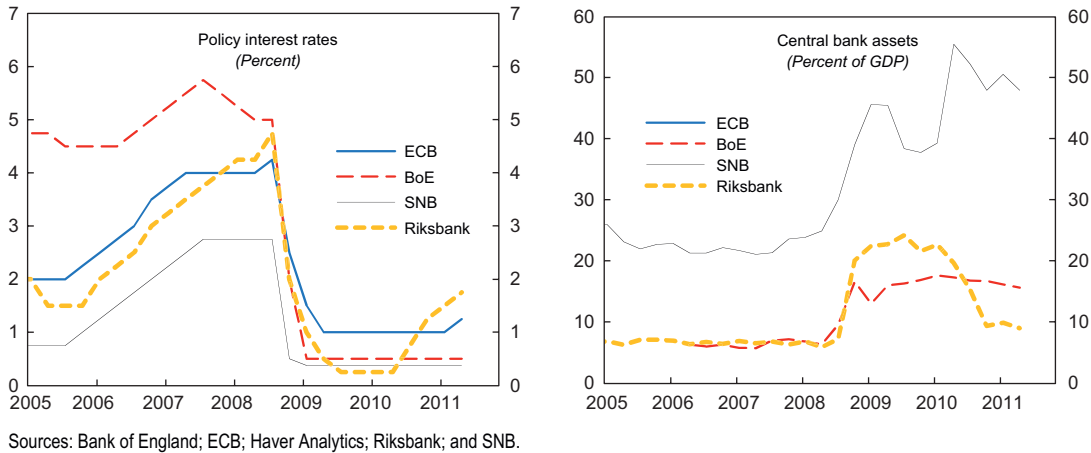 Policy interest rates
(Percent)
7 7
6 6
5 5
4 4
3 3
2 2
1 1
0 0
ECB
BoE
SNB
Riksbank
2005 2006 2007 2008 2009 2010 2011
Central bank assets
(Percent of GDP)
60 60
50 50
40 40
30 30
20 20
10 10
0 0
ECB
BoE
SNB
Riksbank
2005 2006 2007 2008 2009 2010 2011
Sources: Bank of England; ECB; Haver Analytics; Riksbank; and SNB.